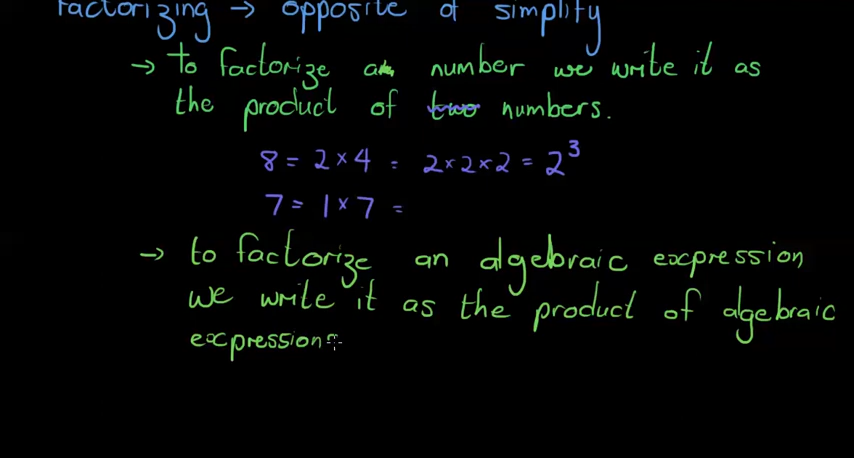 factorizing → opposite of simplify
→ to factorize a number we write it as
the product of two numbers.
8 = 2 × 4 = 2 × 2 × 2 = 2³
7 = 1 × 7 =
→ to factorize an algebraic expression
we write it as the product of algebraic
expressions